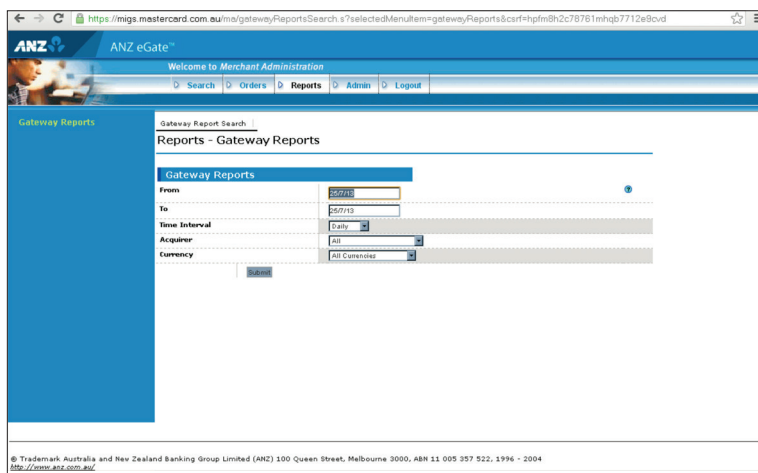 https://migs.mastercard.com.au/ma/gatewayReportsSearch.s?selectedMenuItem=gatewayReports&csrf=hpfm8h2c78761mhqb7712e9cvd
ANZ
ANZ eGate™
Welcome to Merchant Administration
Search Orders Reports Admin Logout
Gateway Reports
Gateway Report Search
Reports - Gateway Reports
Gateway Reports
From 25/7/13
To 25/7/13
Time Interval Daily
Acquirer All
Currency All Currencies
Submit
® Trademark Australia and New Zealand Banking Group Limited (ANZ) 100 Queen Street, Melbourne 3000, ABN 11 005 357 522, 1996 - 2004
http://www.anz.com.au/